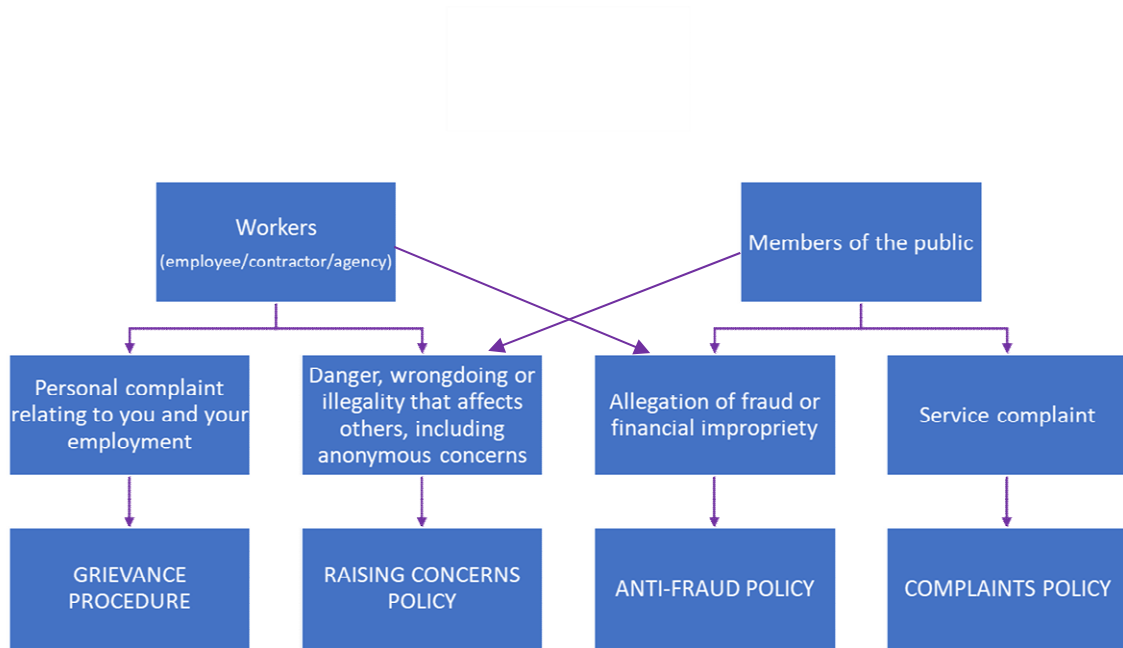 Workers
(employee/contractor/agency)
Members of the public
Personal complaint
relating to you and your
employment
Danger, wrongdoing or
illegality that affects
others, including
anonymous concerns
Allegation of fraud or
financial impropriety
Service complaint
GRIEVANCE
PROCEDURE
RAISING CONCERNS
POLICY
ANTI-FRAUD POLICY
COMPLAINTS POLICY